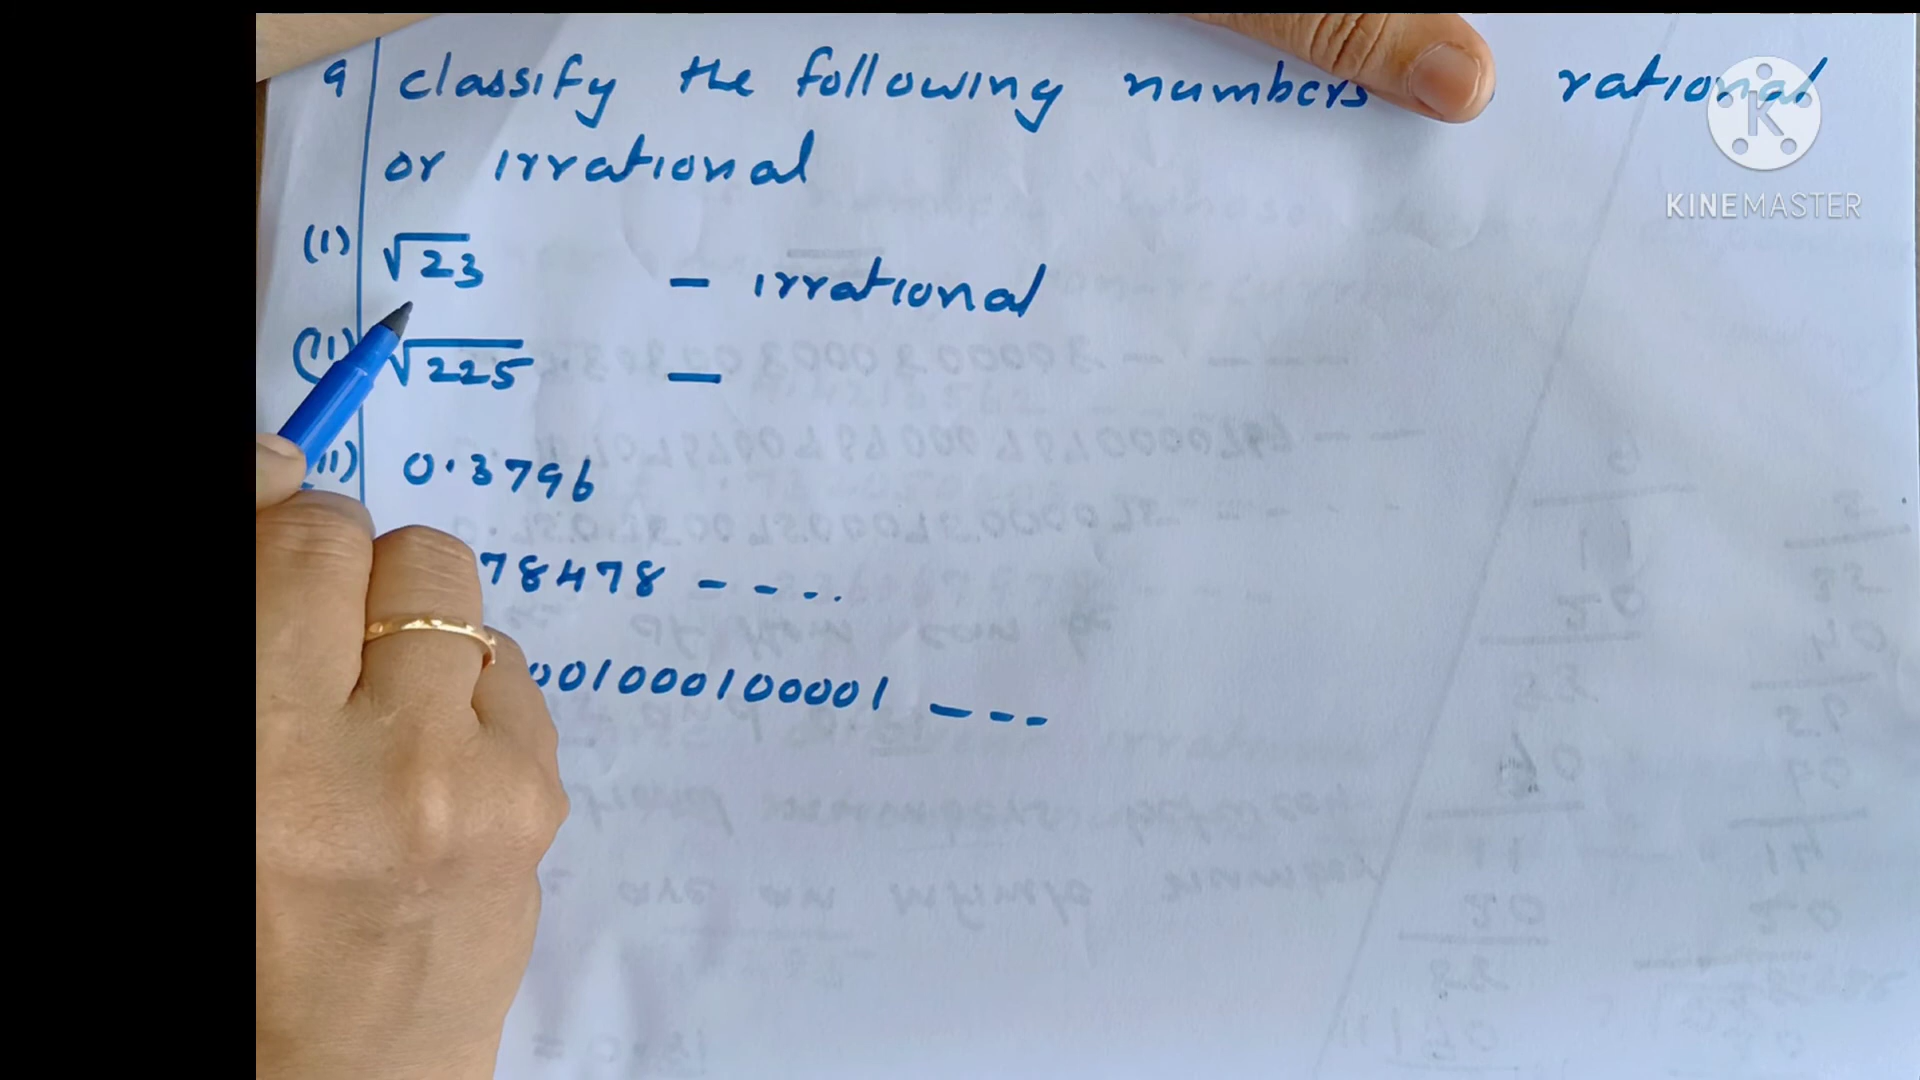 9 classify the following numbers rational
or irrational
(i) √23 - irrational
(ii) √225 -
0.3796
78478 - - - -
001000100001 - - -
KINEMASTER